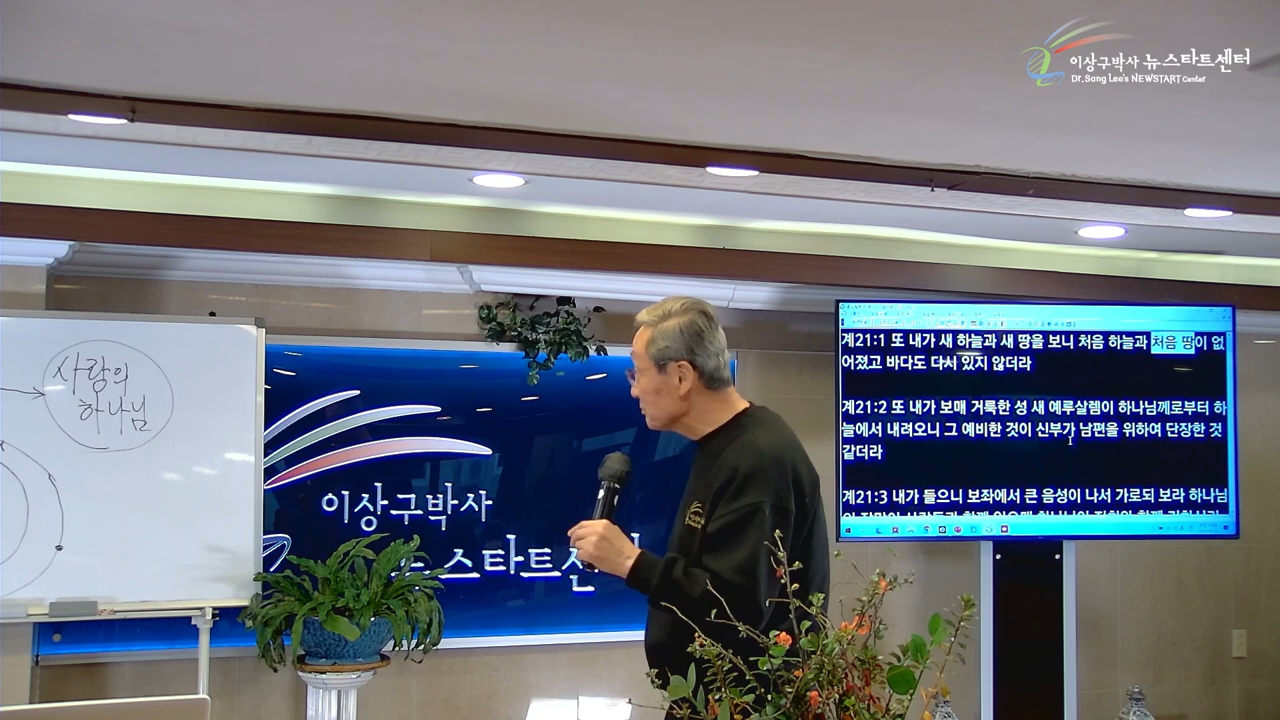 이상구박사 뉴스타트센터
Dr.Sang Lee's NEWSTART Center
사랑의
하나님
이상구박사
뉴스타트센
계21:1 또 내가 새 하늘과 새 땅을 보니 처음 하늘과 처음 땅이 없
어졌고 바다도 다시 있지 않더라
계21:2 또 내가 보매 거룩한 성 새 예루살렘이 하나님께로부터 하
늘에서 내려오니 그 예비한 것이 신부가 남편을 위하여 단장한 것
같더라
계21:3 내가 들으니 보좌에서 큰 음성이 나서 가로되 보라 하나님